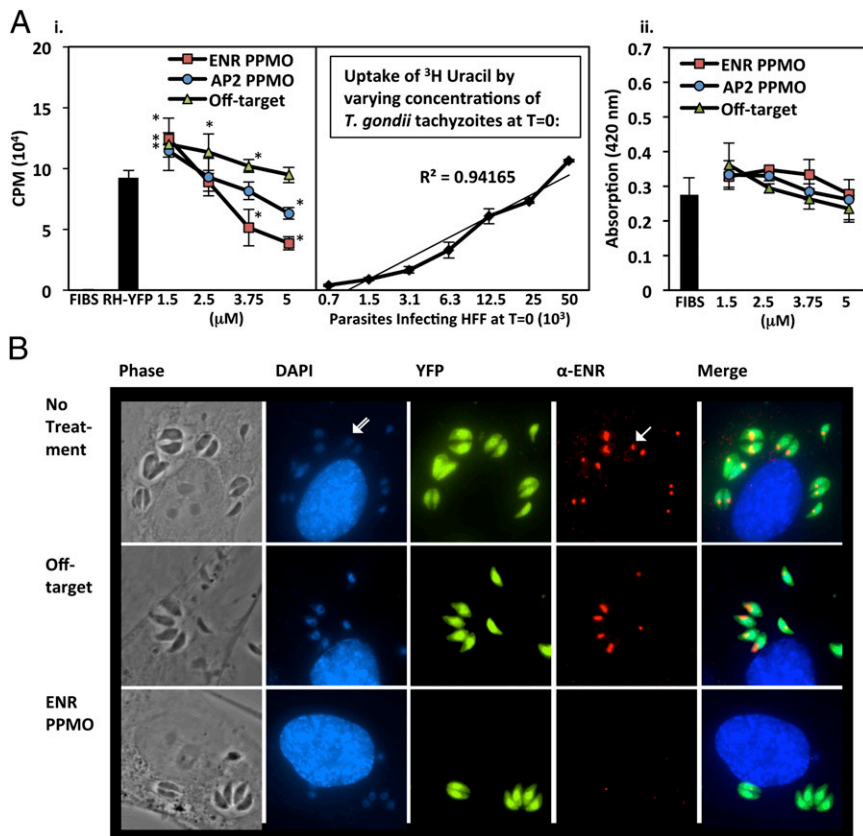 A
i.
20
15
10
5
0
CPM (10⁴)
ENR PPMO
AP2 PPMO
Off-target
*
*
*
*
*
*
*
*
FIBS RH-YFP 1.5 2.5 3.75 5
(μM)
Uptake of ³H Uracil by
varying concentrations of
T. gondii tachyzoites at T=0:
R² = 0.94165
0.7 1.5 3.1 6.3 12.5 25 50
Parasites Infecting HFF at T=0 (10³)
ii.
0.7
0.6
0.5
0.4
0.3
0.2
0.1
0
Absorption (420 nm)
ENR PPMO
AP2 PPMO
Off-target
FIBS 1.5 2.5 3.75 5
(μM)
B
Phase DAPI YFP α-ENR Merge
No
Treat-
ment
Off-
target
ENR
PPMO